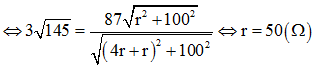 ⇔ 3√145 = 87√(r² + 100²) / √((4r + r)² + 100²) ⇔ r = 50(Ω)